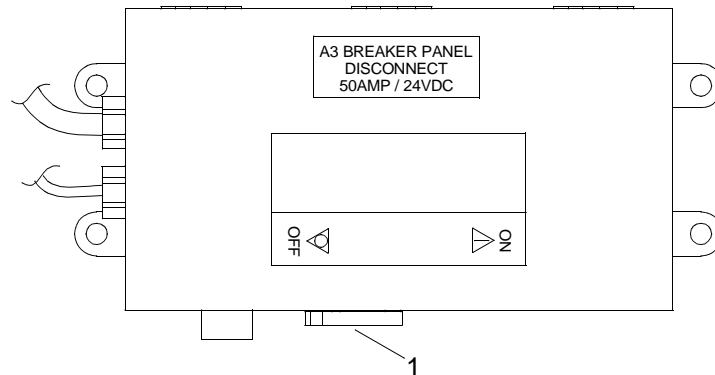 A3 BREAKER PANEL
DISCONNECT
50AMP / 24VDC
OFF
ON
1